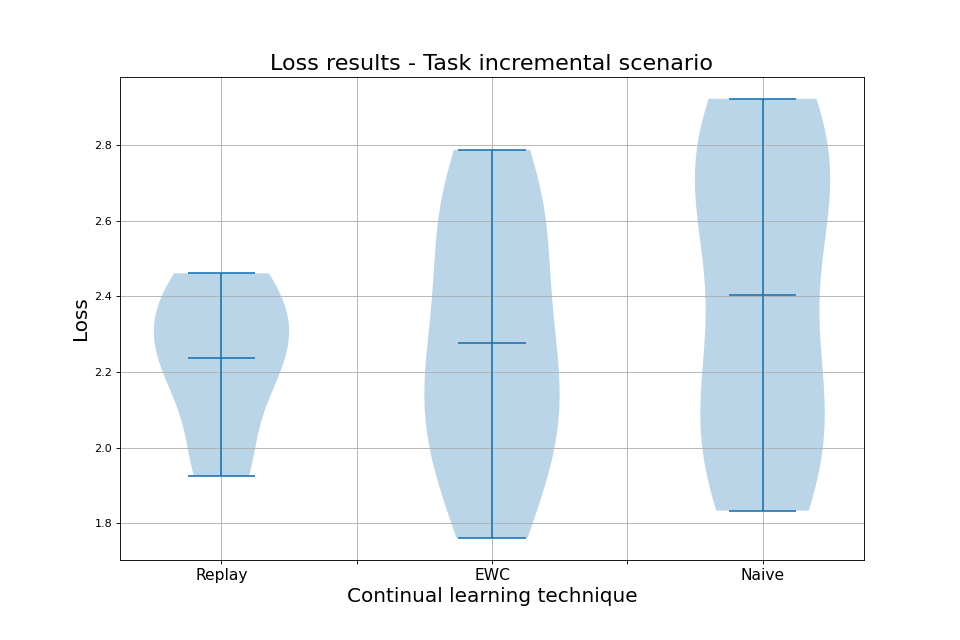 Loss results - Task incremental scenario
Loss
2.8
2.6
2.4
2.2
2.0
1.8
Replay
EWC
Naive
Continual learning technique